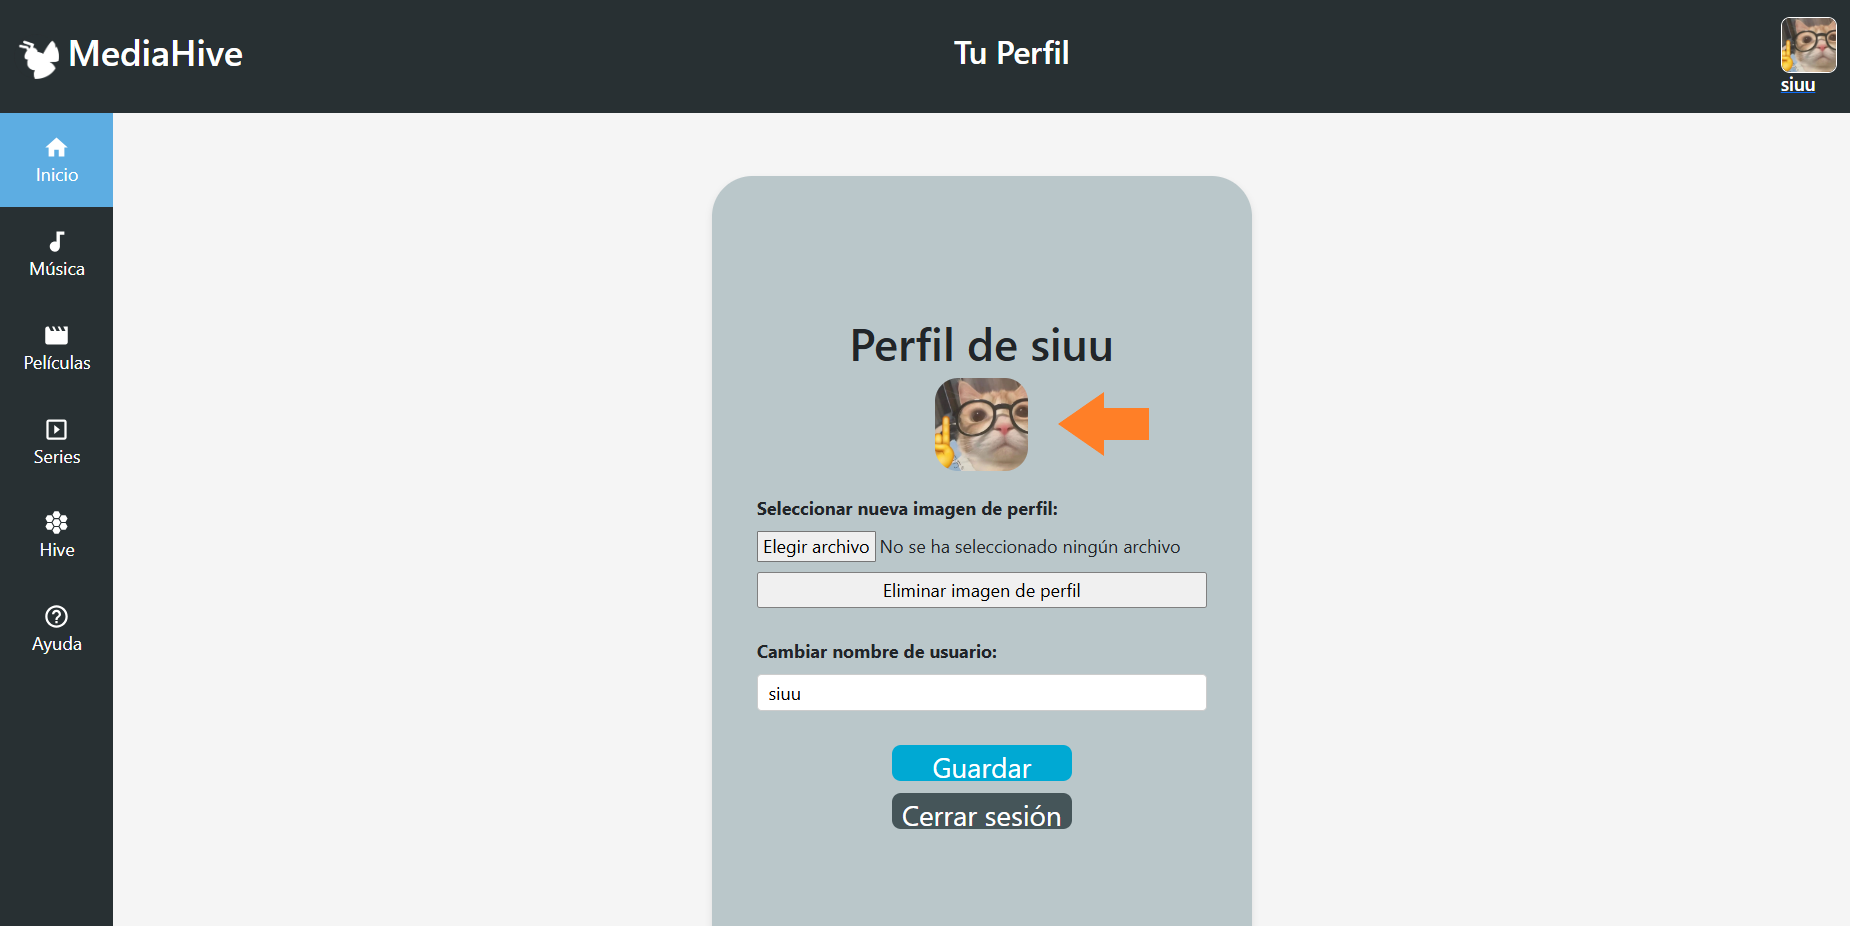 MediaHive
Tu Perfil
siuu
Inicio
Música
Películas
Series
Hive
Ayuda
Perfil de siuu
Seleccionar nueva imagen de perfil:
Elegir archivo No se ha seleccionado ningún archivo
Eliminar imagen de perfil
Cambiar nombre de usuario:
siuu
Guardar
Cerrar sesión